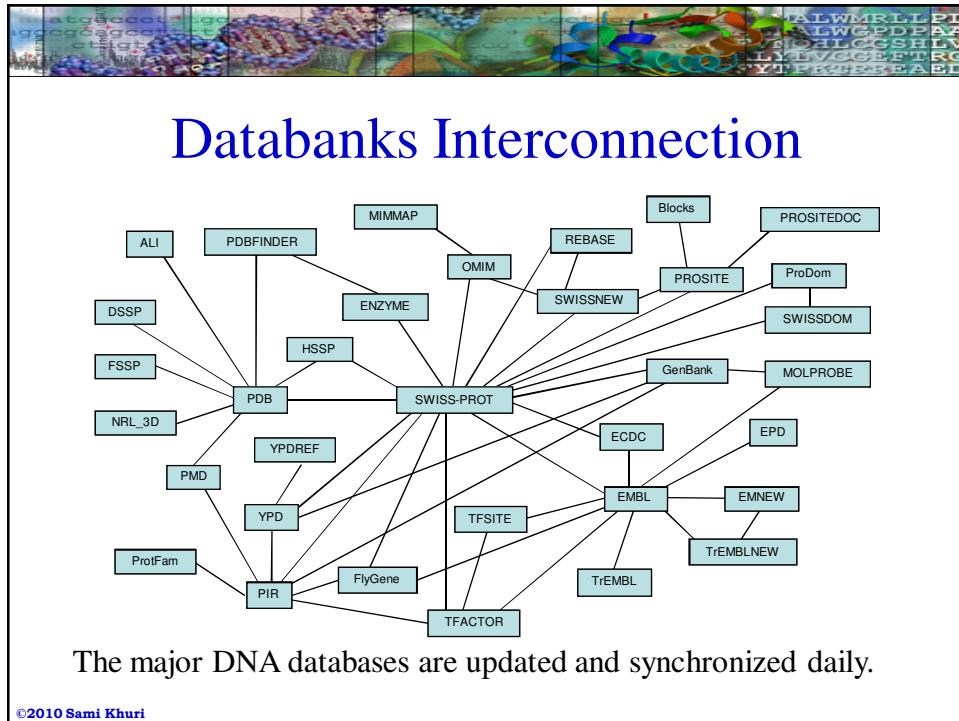 ALWMRLLPL
ALWGPDPAA
Databanks Interconnection
MIMMAP
Blocks
PROSITEDOC
ALI
PDBFINDER
REBASE
OMIM
PROSITE
ProDom
ENZYME
SWISSNEW
DSSP
SWISSDOM
HSSP
FSSP
GenBank
MOLPROBE
PDB
SWISS-PROT
NRL_3D
ECDC
EPD
YPDREF
PMD
EMBL
EMNEW
YPD
TFSITE
TrEMBLNEW
ProtFam
FlyGene
TrEMBL
PIR
TFACTOR
The major DNA databases are updated and synchronized daily.
©2010 Sami Khuri